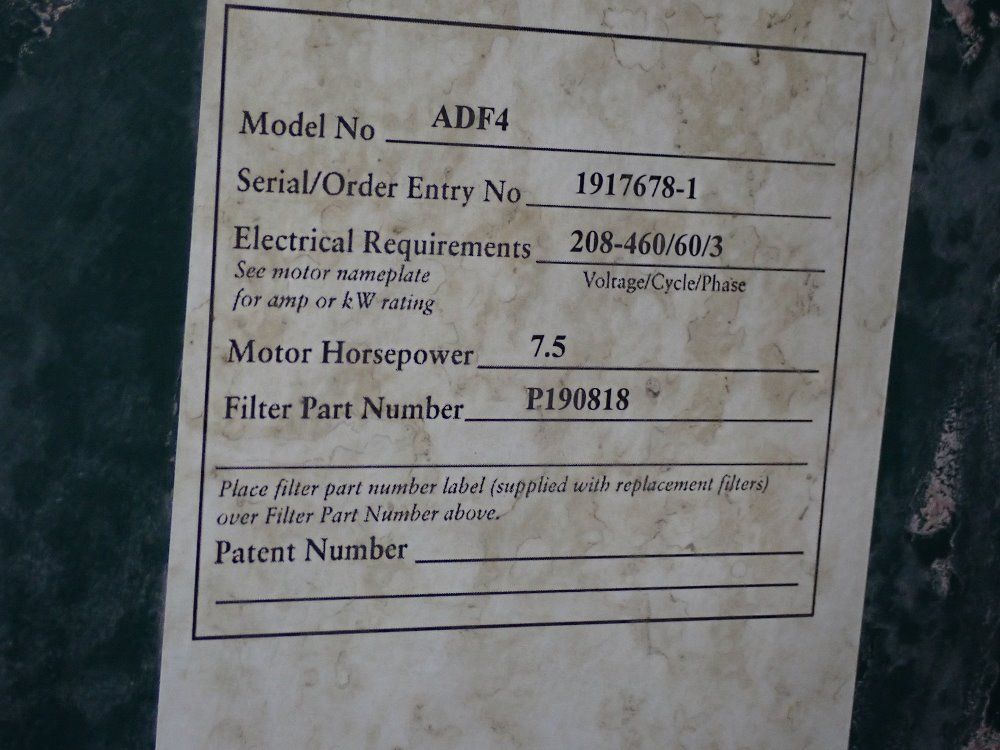 Model No ADF4
Serial/Order Entry No 1917678-1
Electrical Requirements 208-460/60/3
See motor nameplate Voltage/Cycle/Phase
for amp or kW rating
Motor Horsepower 7.5
Filter Part Number P190818
Place filter part number label (supplied with replacement filters)
over Filter Part Number above.
Patent Number